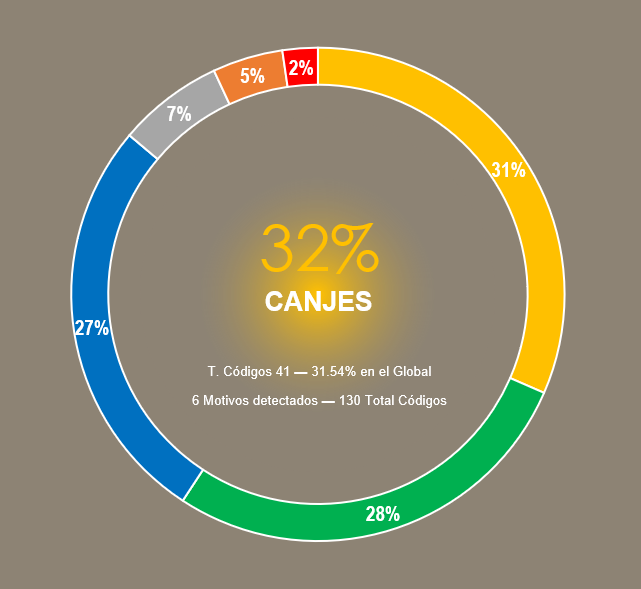 2%
5%
7%
31%
32%
CANJES
27%
T. Códigos 41 — 31.54% en el Global
6 Motivos detectados — 130 Total Códigos
28%